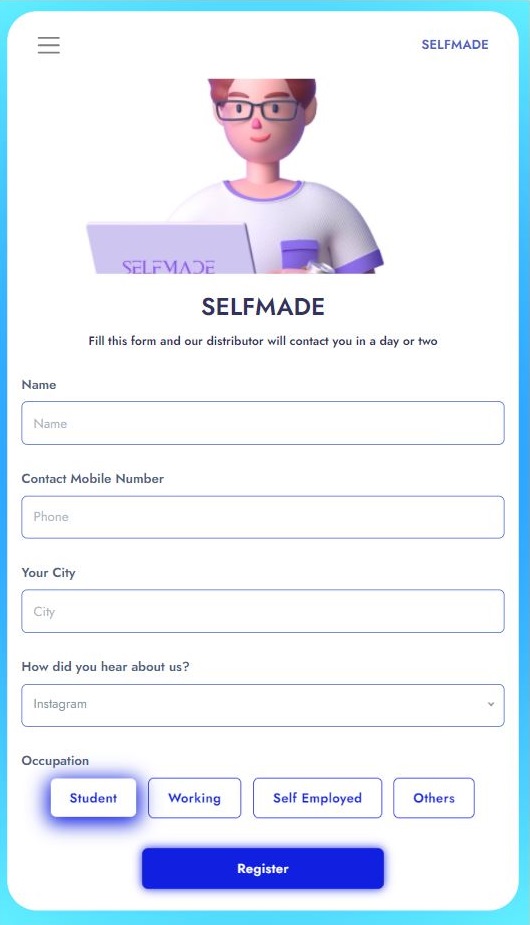 SELFMADE
SELFMADE
SELFMADE
Fill this form and our distributor will contact you in a day or two
Name
Name
Contact Mobile Number
Phone
Your City
City
How did you hear about us?
Instagram
Occupation
Student Working Self Employed Others
Register